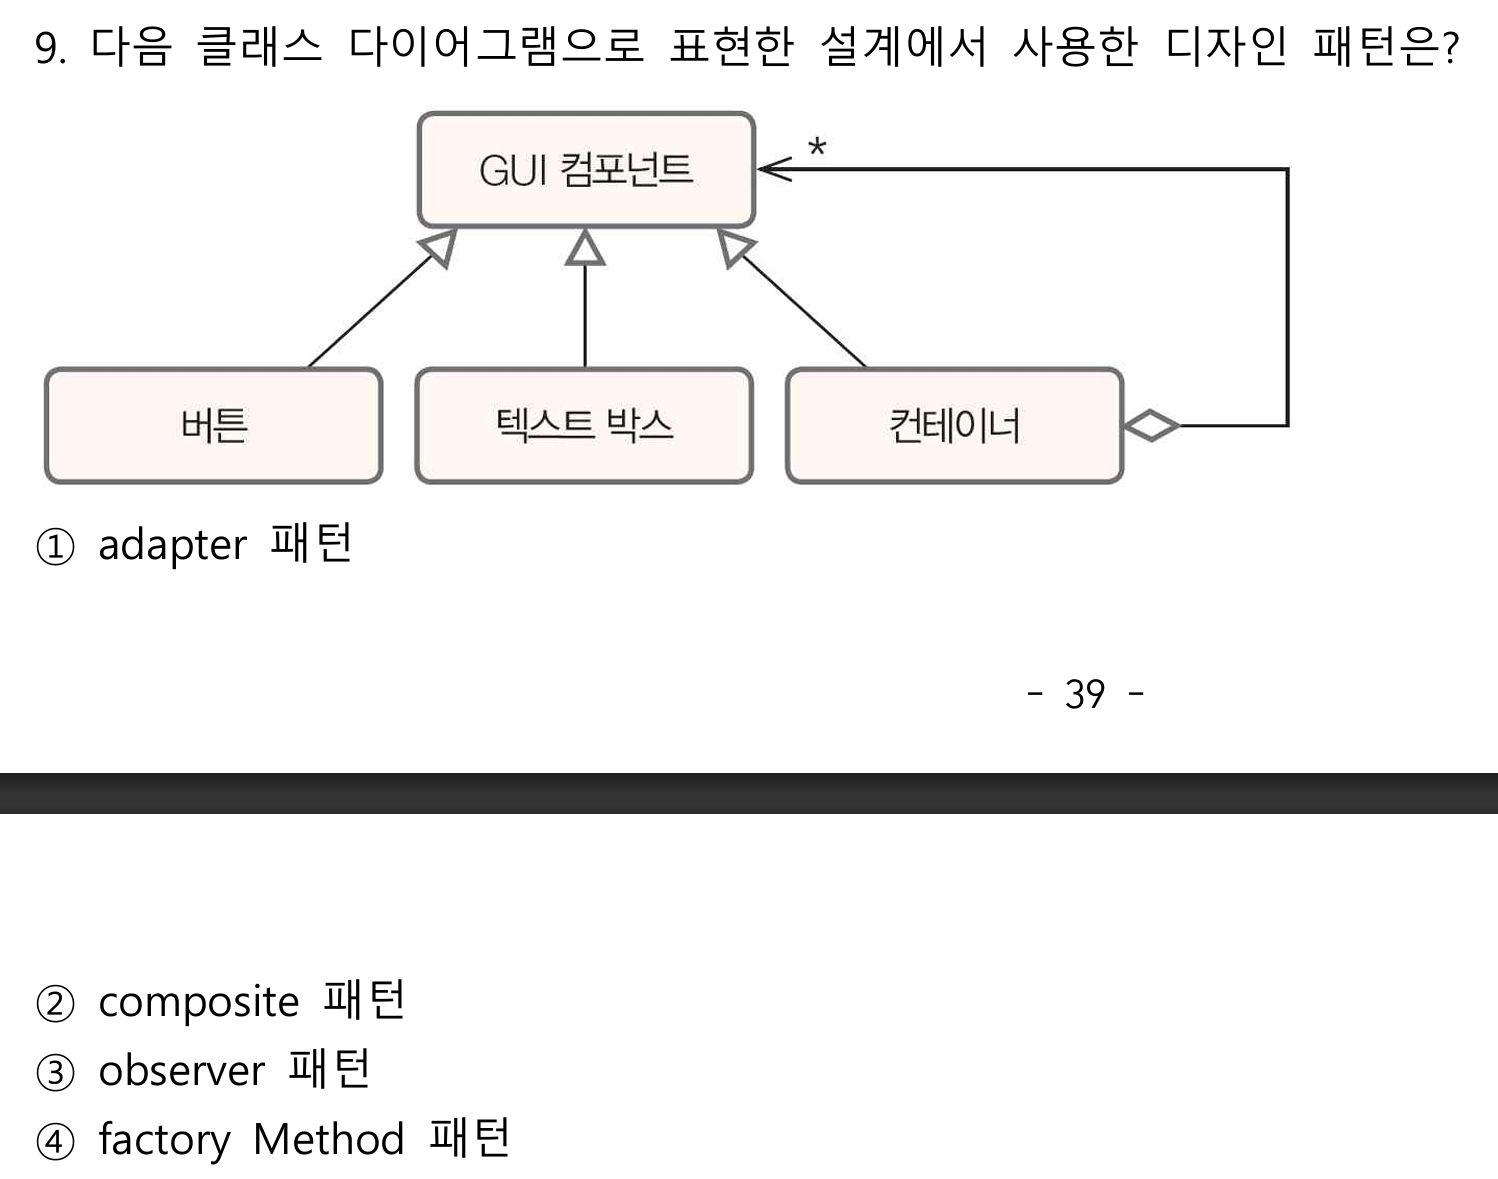 9. 다음 클래스 다이어그램으로 표현한 설계에서 사용한 디자인 패턴은?
GUI 컴포넌트
*
버튼
텍스트 박스
컨테이너
① adapter 패턴
- 39 -
② composite 패턴
③ observer 패턴
④ factory Method 패턴